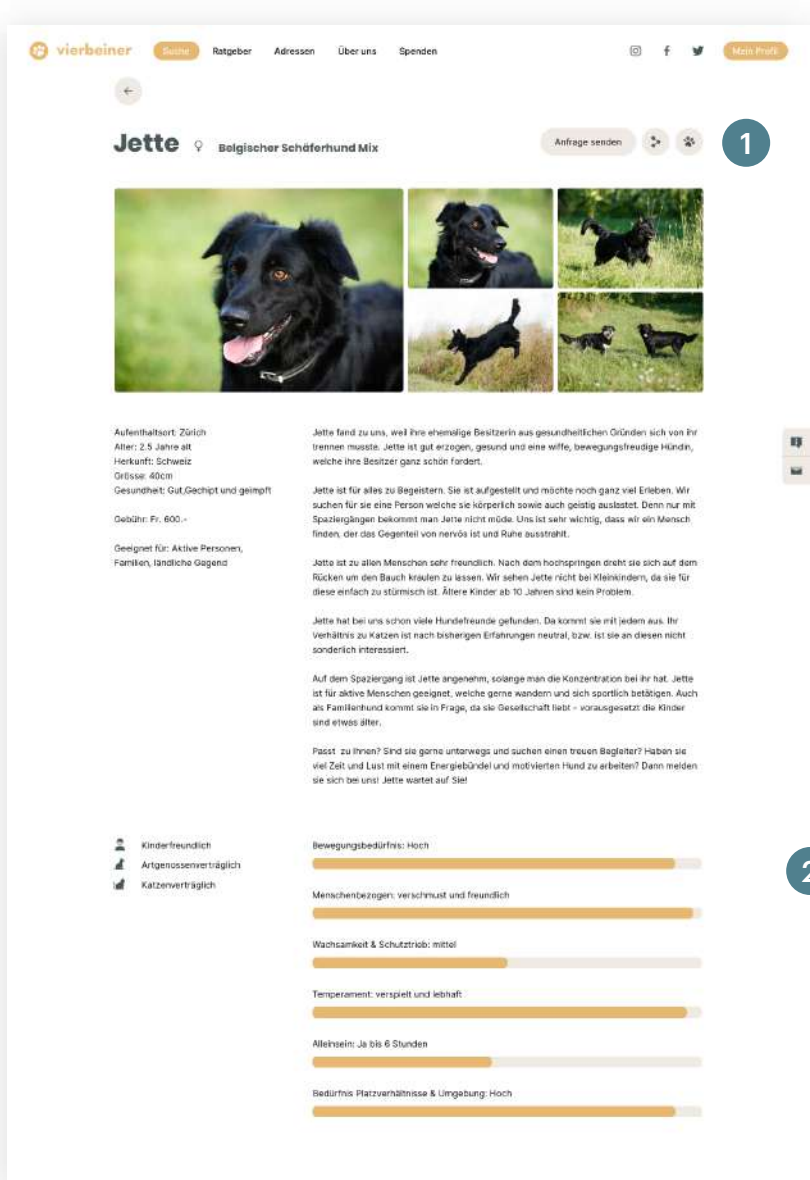 vierbeiner Suche Ratgeber Adressen Über uns Spenden Mein Profil
Jette Belgischer Schäferhund Mix Anfrage senden 1
Aufenthaltsort: Zürich
Alter: 2.5 Jahre alt
Herkunft: Schweiz
Grösse: 40cm
Gesundheit: Gut,Gechipt und geimpft
Gebühr: Fr. 600.-
Geeignet für: Aktive Personen,
Familien, ländliche Gegend
Jette fand zu uns, weil ihre ehemalige Besitzerin aus gesundheitlichen Gründen sich von ihr
trennen musste. Jette ist gut erzogen, gesund und eine wiffe, bewegungsfreudige Hündin,
welche ihre Besitzer ganz schön fordert.
Jette ist für alles zu Begeistern. Sie ist aufgestellt und möchte noch ganz viel Erleben. Wir
suchen für sie eine Person welche sie körperlich sowie auch geistig auslastet. Denn nur mit
Spaziergängen bekommt man Jette nicht müde. Uns ist sehr wichtig, dass wir ein Mensch
finden, der das Gegenteil von nervös ist und Ruhe ausstrahlt.
Jette ist zu allen Menschen sehr freundlich. Nach dem hochspringen dreht sie sich auf dem
Rücken um den Bauch kraulen zu lassen. Wir sehen Jette nicht bei Kleinkindern, da sie für
diese einfach zu stürmisch ist. Ältere Kinder ab 10 Jahren sind kein Problem.
Jette hat bei uns schon viele Hundefreunde gefunden. Da kommt sie mit jedem aus. Ihr
Verhältnis zu Katzen ist nach bisherigen Erfahrungen neutral, bzw. ist sie an diesen nicht
sonderlich interessiert.
Auf dem Spaziergang ist Jette angenehm, solange man die Konzentration bei ihr hat. Jette
ist für aktive Menschen geeignet, welche gerne wandern und sich sportlich betätigen. Auch
als Familienhund kommt sie in Frage, da sie Gesellschaft liebt – vorausgesetzt die Kinder
sind etwas älter.
Passt zu Ihnen? Sind sie gerne unterwegs und suchen einen treuen Begleiter? Haben sie
viel Zeit und Lust mit einem Energiebündel und motivierten Hund zu arbeiten? Dann melden
sie sich bei uns! Jette wartet auf Sie!
Kinderfreundlich
Artgenossenverträglich
Katzenverträglich
Bewegungsbedürfnis: Hoch
2
Menschenbezogen: verschmust und freundlich
Wachsamkeit & Schutztrieb: mittel
Temperament: verspielt und lebhaft
Alleinsein: Ja bis 6 Stunden
Bedürfnis Platzverhältnisse & Umgebung: Hoch